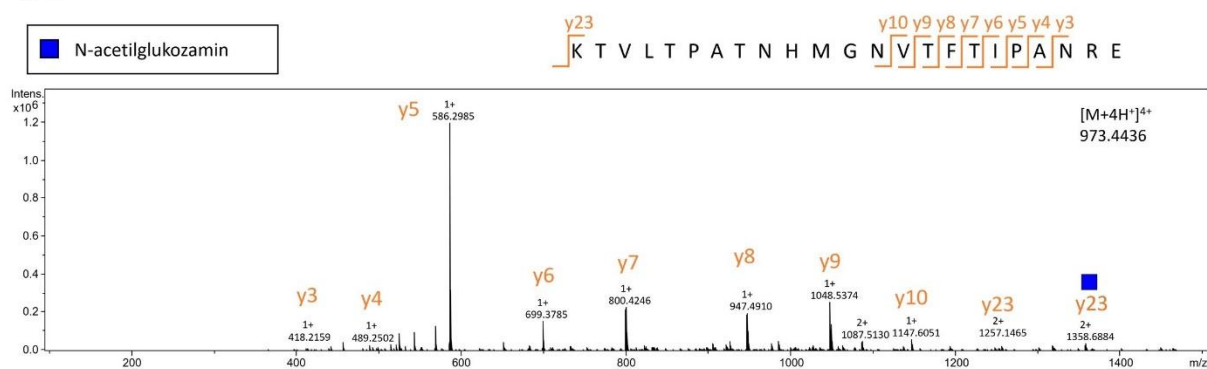 N-acetilglukozamin
y23 y10 y9 y8 y7 y6 y5 y4 y3
K T V L T P A T N H M G N V T F T I P A N R E
Intens.
x10⁶
[M+4H⁺]⁴⁺
973.4436
1.2
1.0
0.8
0.6
0.4
0.2
0.0
y5
1+
586.2985
y3
1+
418.2159
y4
1+
489.2502
y6
1+
699.3785
y7
1+
800.4246
y8
1+
947.4910
y9
1+
1048.5374
2+
1087.5130
y10
1+
1147.6051
y23
2+
1257.1465
y23
2+
1358.6884
200 400 600 800 1000 1200 1400 m/z